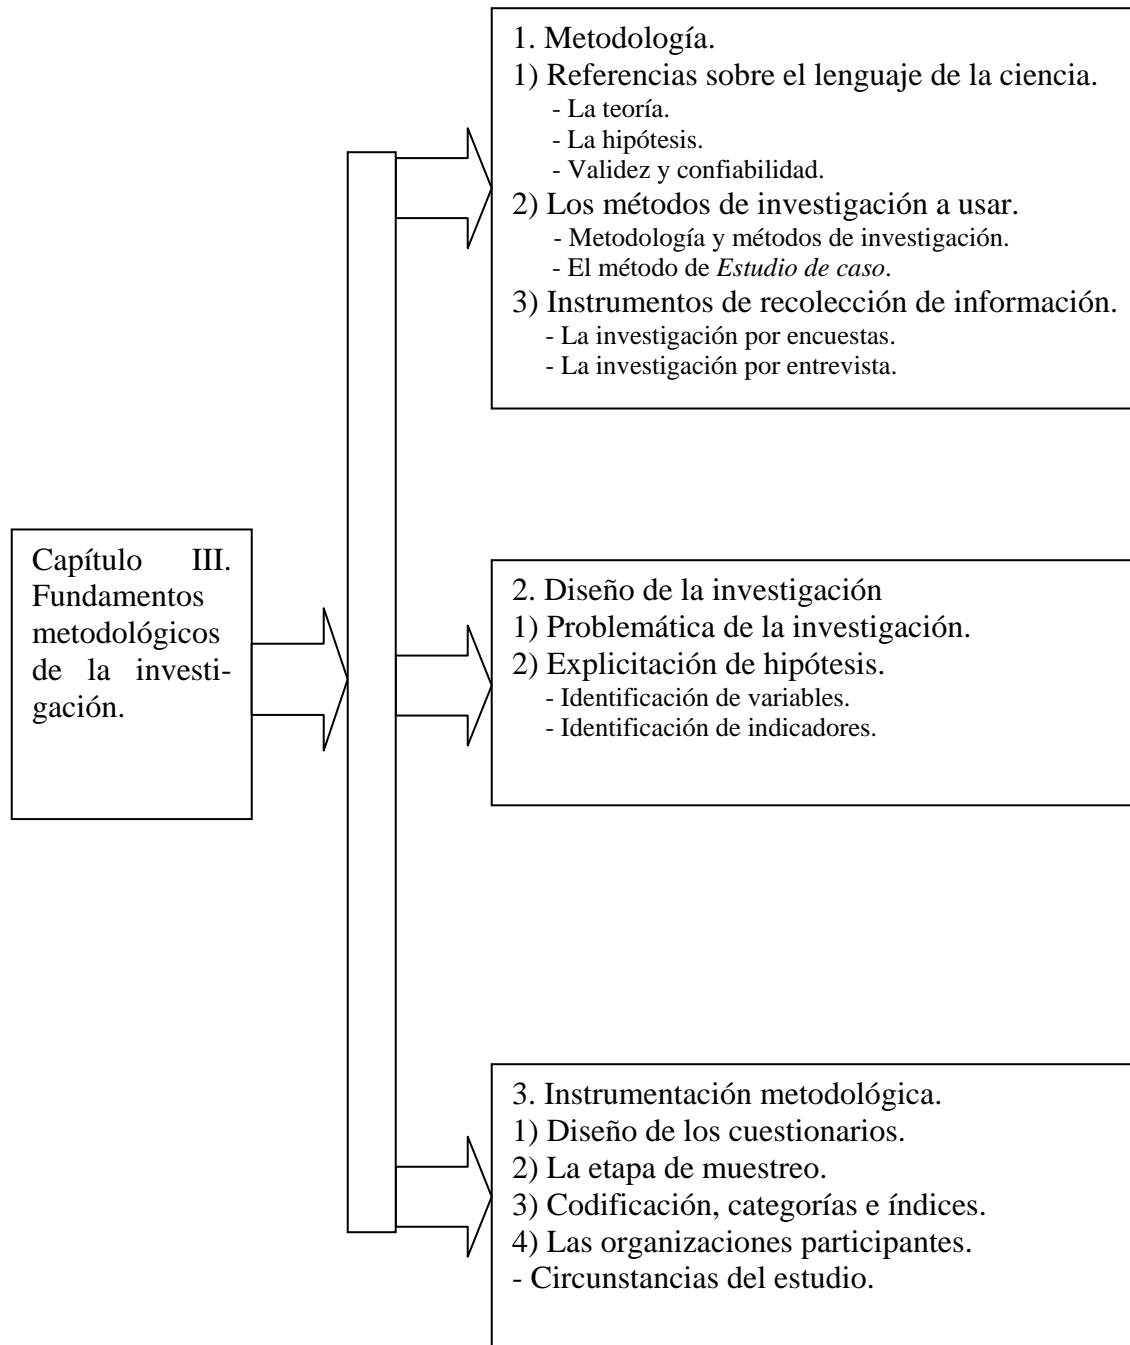 Capítulo III.
Fundamentos
metodológicos
de la investi-
gación.
1. Metodología.
1) Referencias sobre el lenguaje de la ciencia.
- La teoría.
- La hipótesis.
- Validez y confiabilidad.
2) Los métodos de investigación a usar.
- Metodología y métodos de investigación.
- El método de Estudio de caso.
3) Instrumentos de recolección de información.
- La investigación por encuestas.
- La investigación por entrevista.
2. Diseño de la investigación
1) Problemática de la investigación.
2) Explicitación de hipótesis.
- Identificación de variables.
- Identificación de indicadores.
3. Instrumentación metodológica.
1) Diseño de los cuestionarios.
2) La etapa de muestreo.
3) Codificación, categorías e índices.
4) Las organizaciones participantes.
- Circunstancias del estudio.